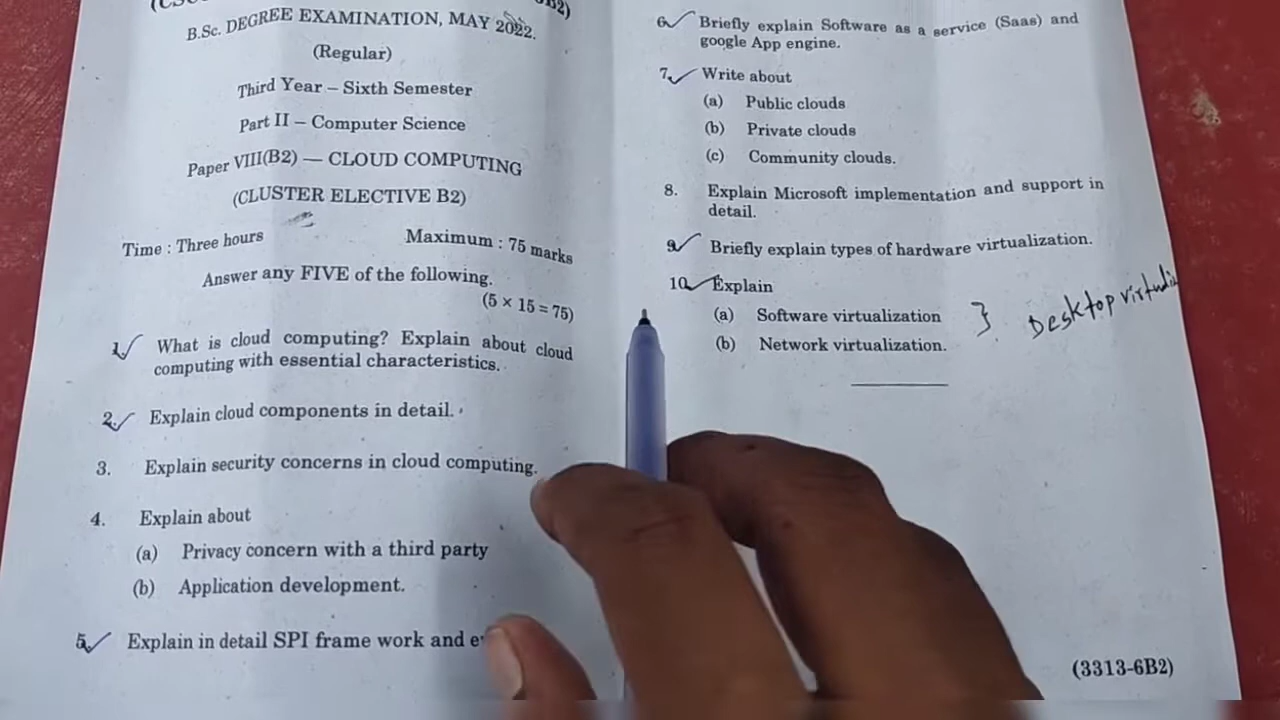 B.Sc. DEGREE EXAMINATION, MAY 2022.
(Regular)
Third Year – Sixth Semester
Part II – Computer Science
Paper VIII(B2) — CLOUD COMPUTING
(CLUSTER ELECTIVE B2)
Time : Three hours Maximum : 75 marks
Answer any FIVE of the following.
(5 × 15 = 75)
1. What is cloud computing? Explain about cloud
computing with essential characteristics.
2. Explain cloud components in detail.
3. Explain security concerns in cloud computing.
4. Explain about
(a) Privacy concern with a third party
(b) Application development.
5. Explain in detail SPI frame work and
6. Briefly explain Software as a service (Saas) and
google App engine.
7. Write about
(a) Public clouds
(b) Private clouds
(c) Community clouds.
8. Explain Microsoft implementation and support in
detail.
9. Briefly explain types of hardware virtualization.
10. Explain
(a) Software virtualization
(b) Network virtualization.
} Desktop
(3313-6B2)